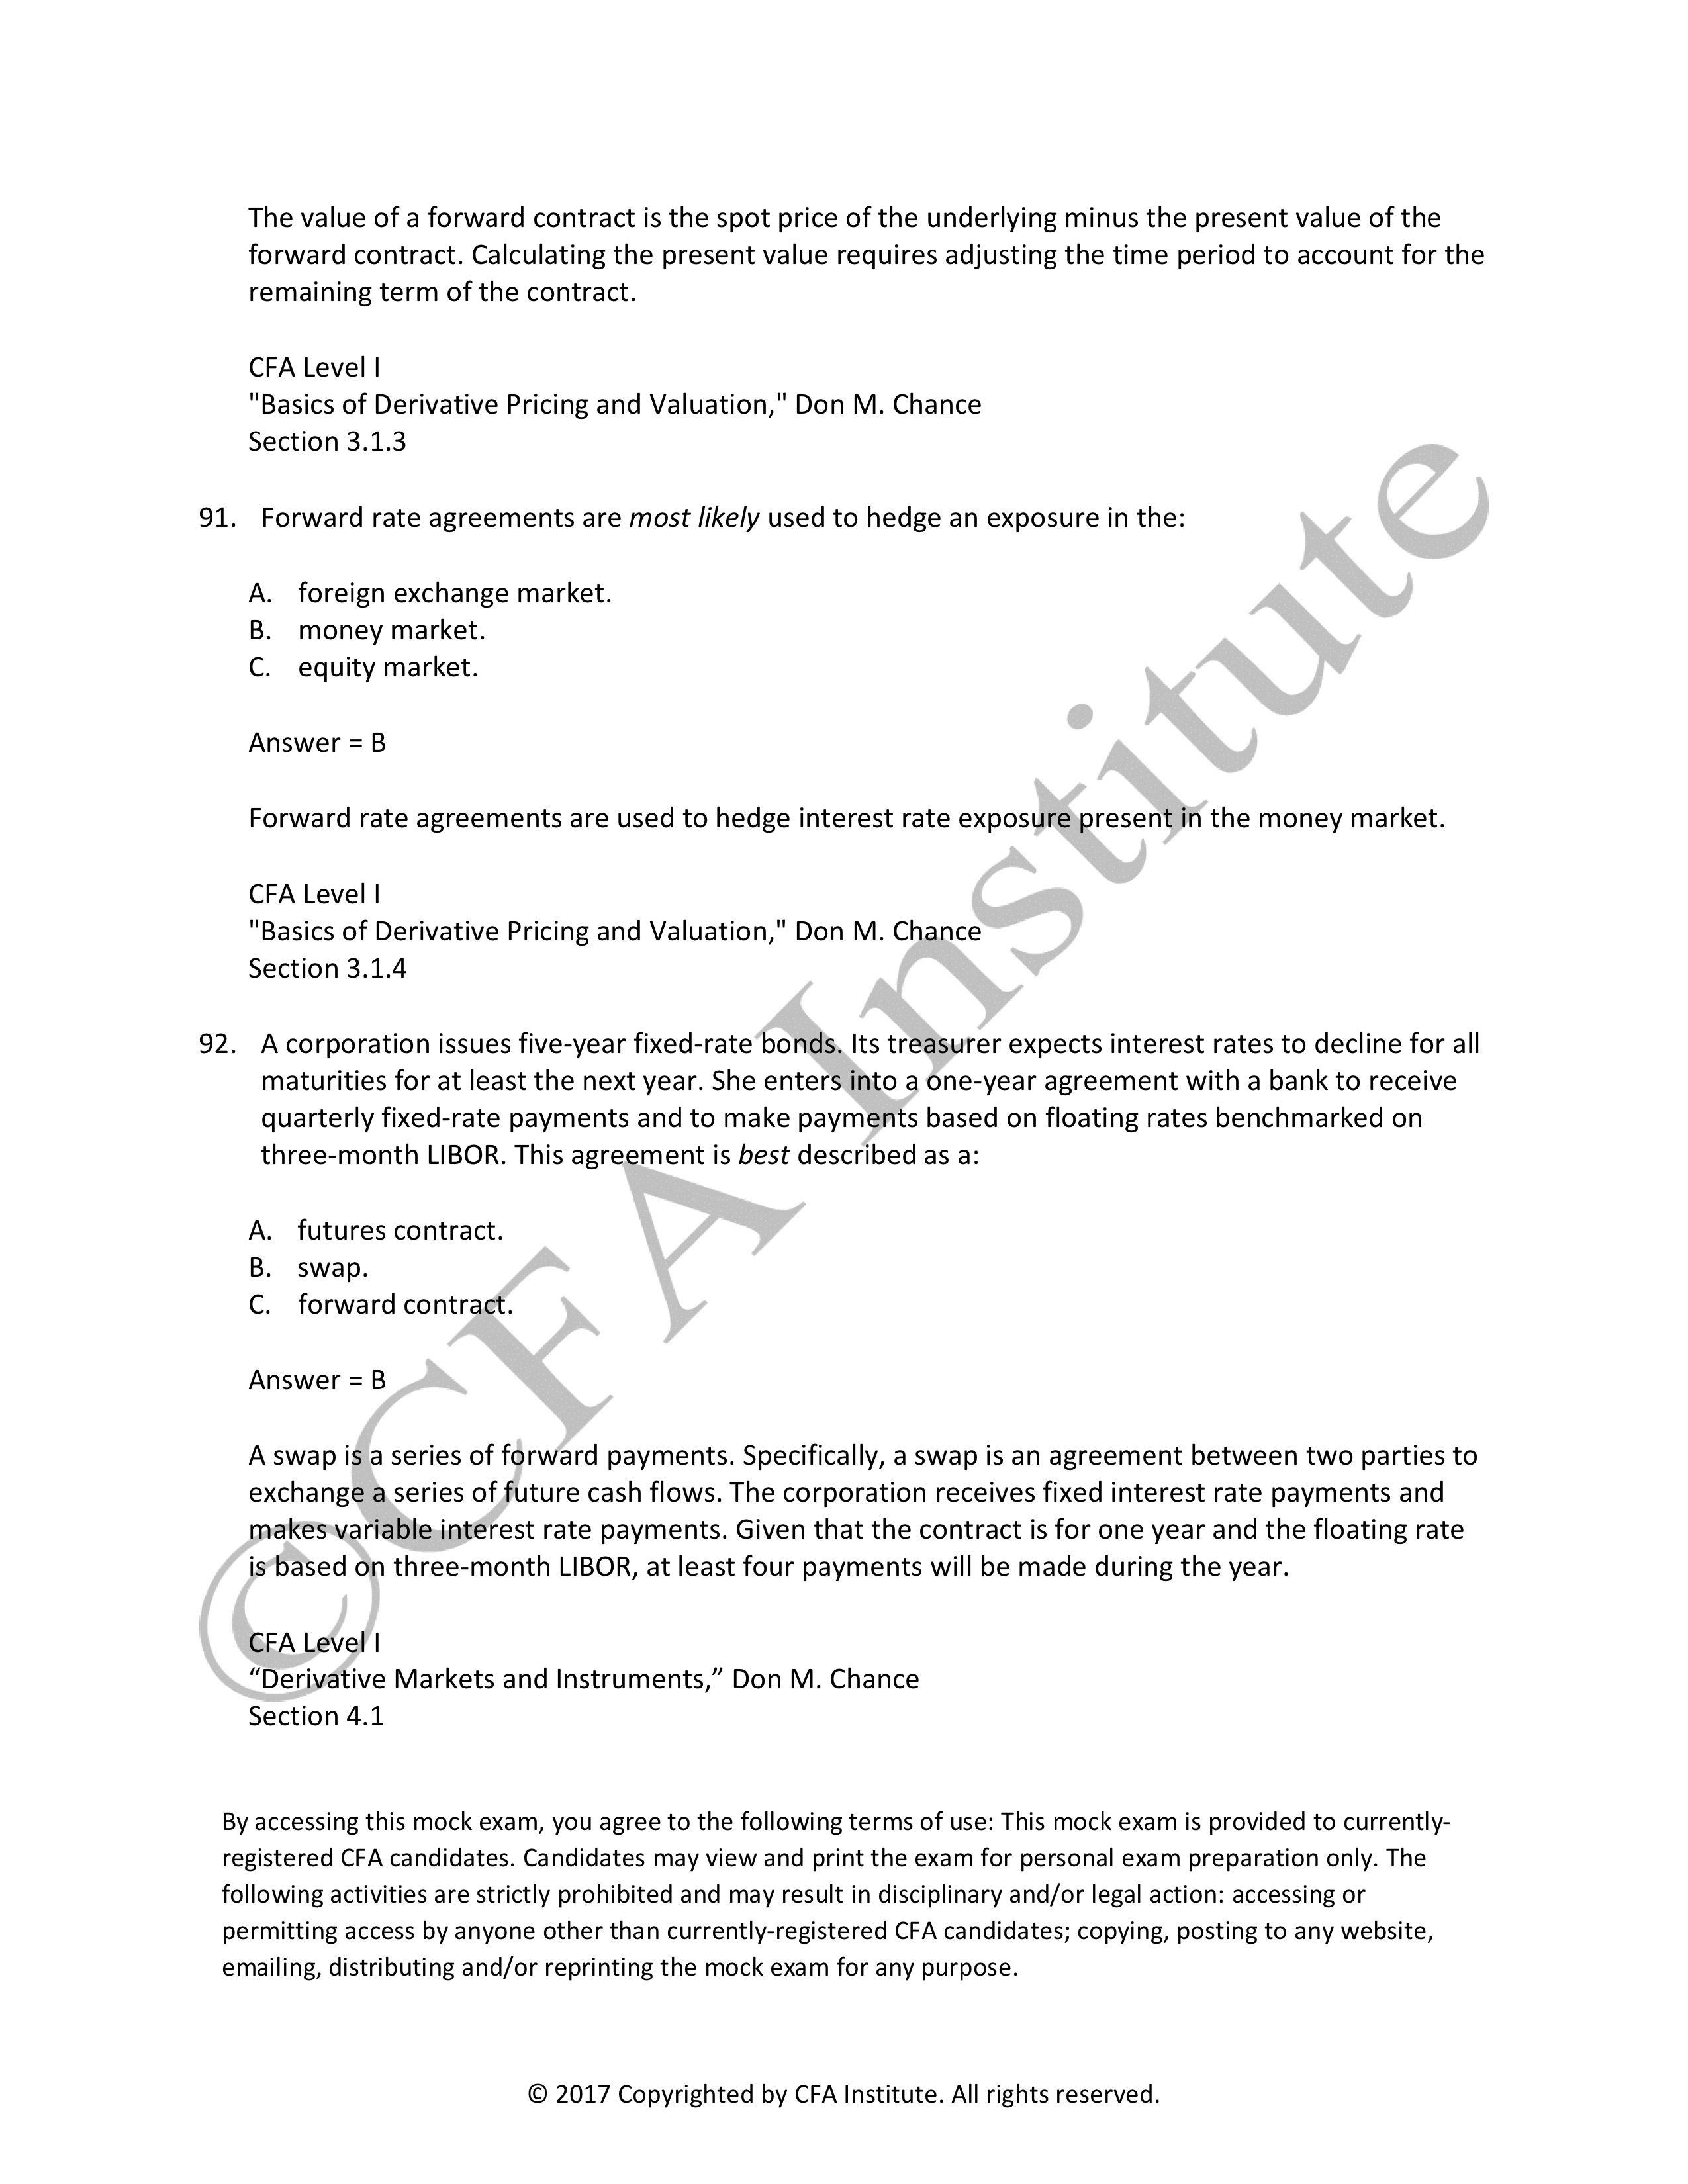 The value of a forward contract is the spot price of the underlying minus the present value of the
forward contract. Calculating the present value requires adjusting the time period to account for the
remaining term of the contract.
CFA Level I
"Basics of Derivative Pricing and Valuation," Don M. Chance
Section 3.1.3
91. Forward rate agreements are most likely used to hedge an exposure in the:
A. foreign exchange market.
B. money market.
C. equity market.
Answer = B
Forward rate agreements are used to hedge interest rate exposure present in the money market.
CFA Level I
"Basics of Derivative Pricing and Valuation," Don M. Chance
Section 3.1.4
92. A corporation issues five-year fixed-rate bonds. Its treasurer expects interest rates to decline for all
maturities for at least the next year. She enters into a one-year agreement with a bank to receive
quarterly fixed-rate payments and to make payments based on floating rates benchmarked on
three-month LIBOR. This agreement is best described as a:
A. futures contract.
B. swap.
C. forward contract.
Answer = B
A swap is a series of forward payments. Specifically, a swap is an agreement between two parties to
exchange a series of future cash flows. The corporation receives fixed interest rate payments and
makes variable interest rate payments. Given that the contract is for one year and the floating rate
is based on three-month LIBOR, at least four payments will be made during the year.
CFA Level I
“Derivative Markets and Instruments,” Don M. Chance
Section 4.1
By accessing this mock exam, you agree to the following terms of use: This mock exam is provided to currently-
registered CFA candidates. Candidates may view and print the exam for personal exam preparation only. The
following activities are strictly prohibited and may result in disciplinary and/or legal action: accessing or
permitting access by anyone other than currently-registered CFA candidates; copying, posting to any website,
emailing, distributing and/or reprinting the mock exam for any purpose.
© 2017 Copyrighted by CFA Institute. All rights reserved.
© CFA Institute